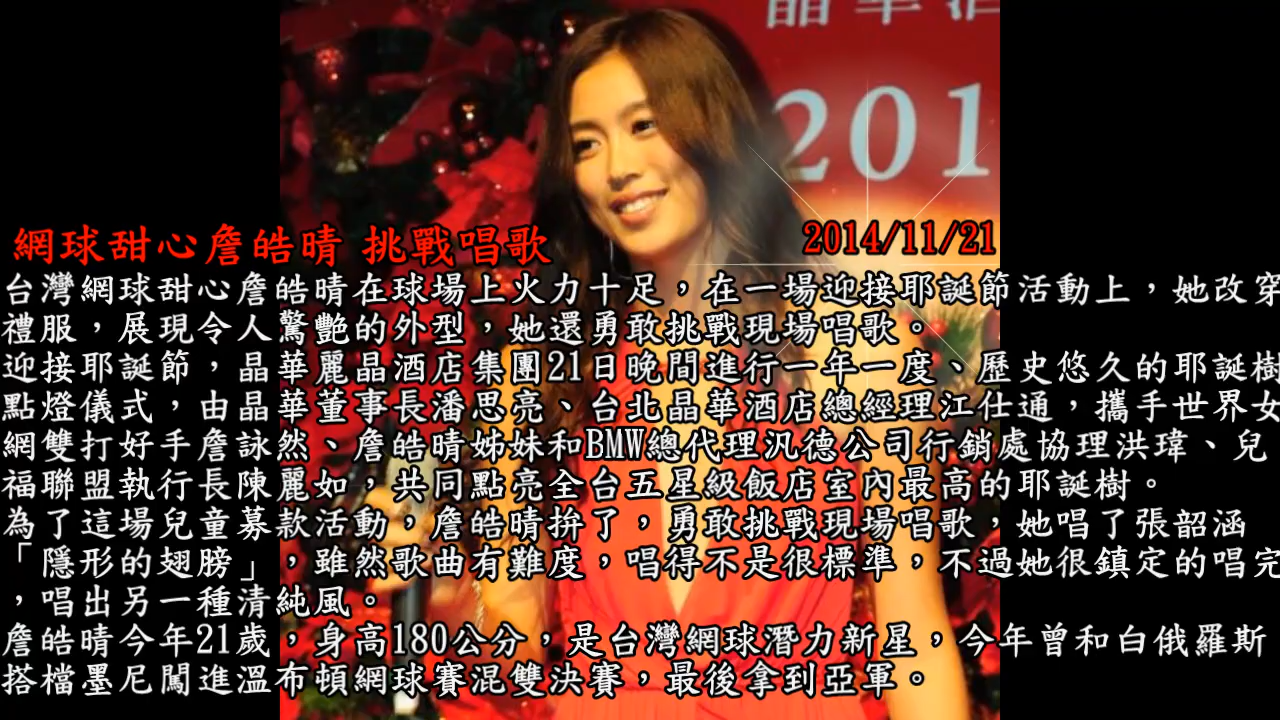 晶華酒
201
網球甜心詹皓晴 挑戰唱歌 2014/11/21
台灣網球甜心詹皓晴在球場上火力十足，在一場迎接耶誕節活動上，她改穿
禮服，展現令人驚艷的外型，她還勇敢挑戰現場唱歌。
迎接耶誕節，晶華麗晶酒店集團21日晚間進行一年一度、歷史悠久的耶誕樹
點燈儀式，由晶華董事長潘思亮、台北晶華酒店總經理江仕通，攜手世界女
網雙打好手詹詠然、詹皓晴姊妹和BMW總代理汎德公司行銷處協理洪瑋、兒
福聯盟執行長陳麗如，共同點亮全台五星級飯店室內最高的耶誕樹。
為了這場兒童募款活動，詹皓晴拚了，勇敢挑戰現場唱歌，她唱了張韶涵
「隱形的翅膀」，雖然歌曲有難度，唱得不是很標準，不過她很鎮定的唱完
，唱出另一種清純風。
詹皓晴今年21歲，身高180公分，是台灣網球潛力新星，今年曾和白俄羅斯
搭檔墨尼闖進溫布頓網球賽混雙決賽，最後拿到亞軍。